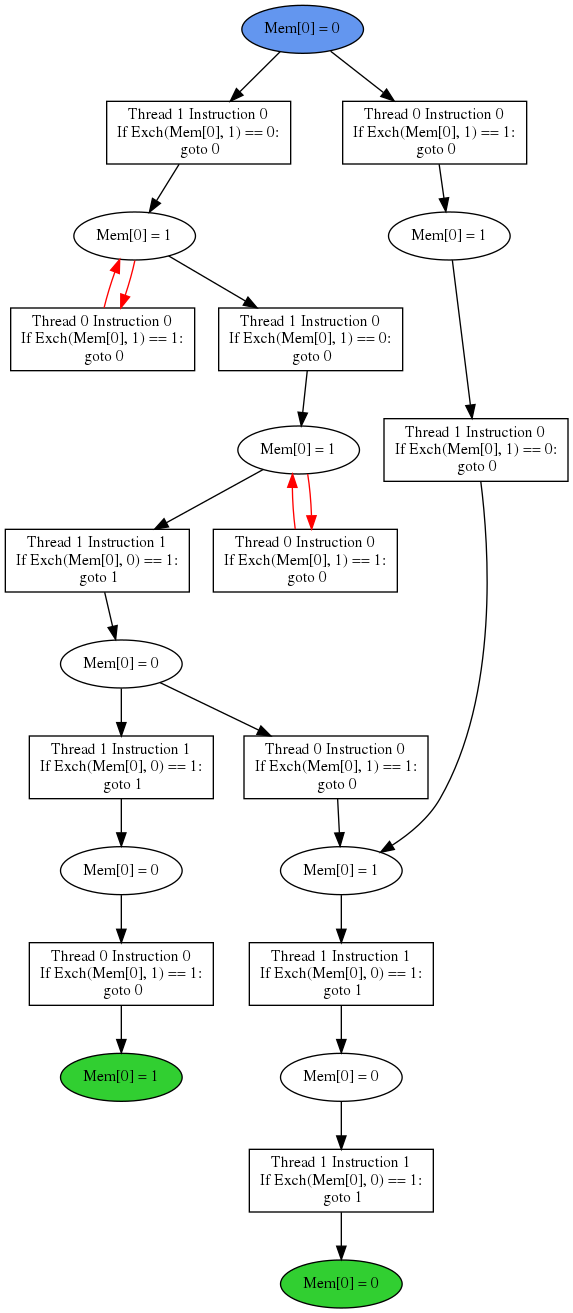 Mem[0] = 0
Thread 1 Instruction 0
If Exch(Mem[0], 1) == 0:
goto 0
Thread 0 Instruction 0
If Exch(Mem[0], 1) == 1:
goto 0
Mem[0] = 1
Mem[0] = 1
Thread 0 Instruction 0
If Exch(Mem[0], 1) == 1:
goto 0
Thread 1 Instruction 0
If Exch(Mem[0], 1) == 0:
goto 0
Mem[0] = 1
Thread 1 Instruction 0
If Exch(Mem[0], 1) == 0:
goto 0
Thread 1 Instruction 1
If Exch(Mem[0], 0) == 1:
goto 1
Thread 0 Instruction 0
If Exch(Mem[0], 1) == 1:
goto 0
Mem[0] = 0
Thread 1 Instruction 1
If Exch(Mem[0], 0) == 1:
goto 1
Thread 0 Instruction 0
If Exch(Mem[0], 1) == 1:
goto 0
Mem[0] = 0
Mem[0] = 1
Thread 0 Instruction 0
If Exch(Mem[0], 1) == 1:
goto 0
Thread 1 Instruction 1
If Exch(Mem[0], 0) == 1:
goto 1
Mem[0] = 1
Mem[0] = 0
Thread 1 Instruction 1
If Exch(Mem[0], 0) == 1:
goto 1
Mem[0] = 0